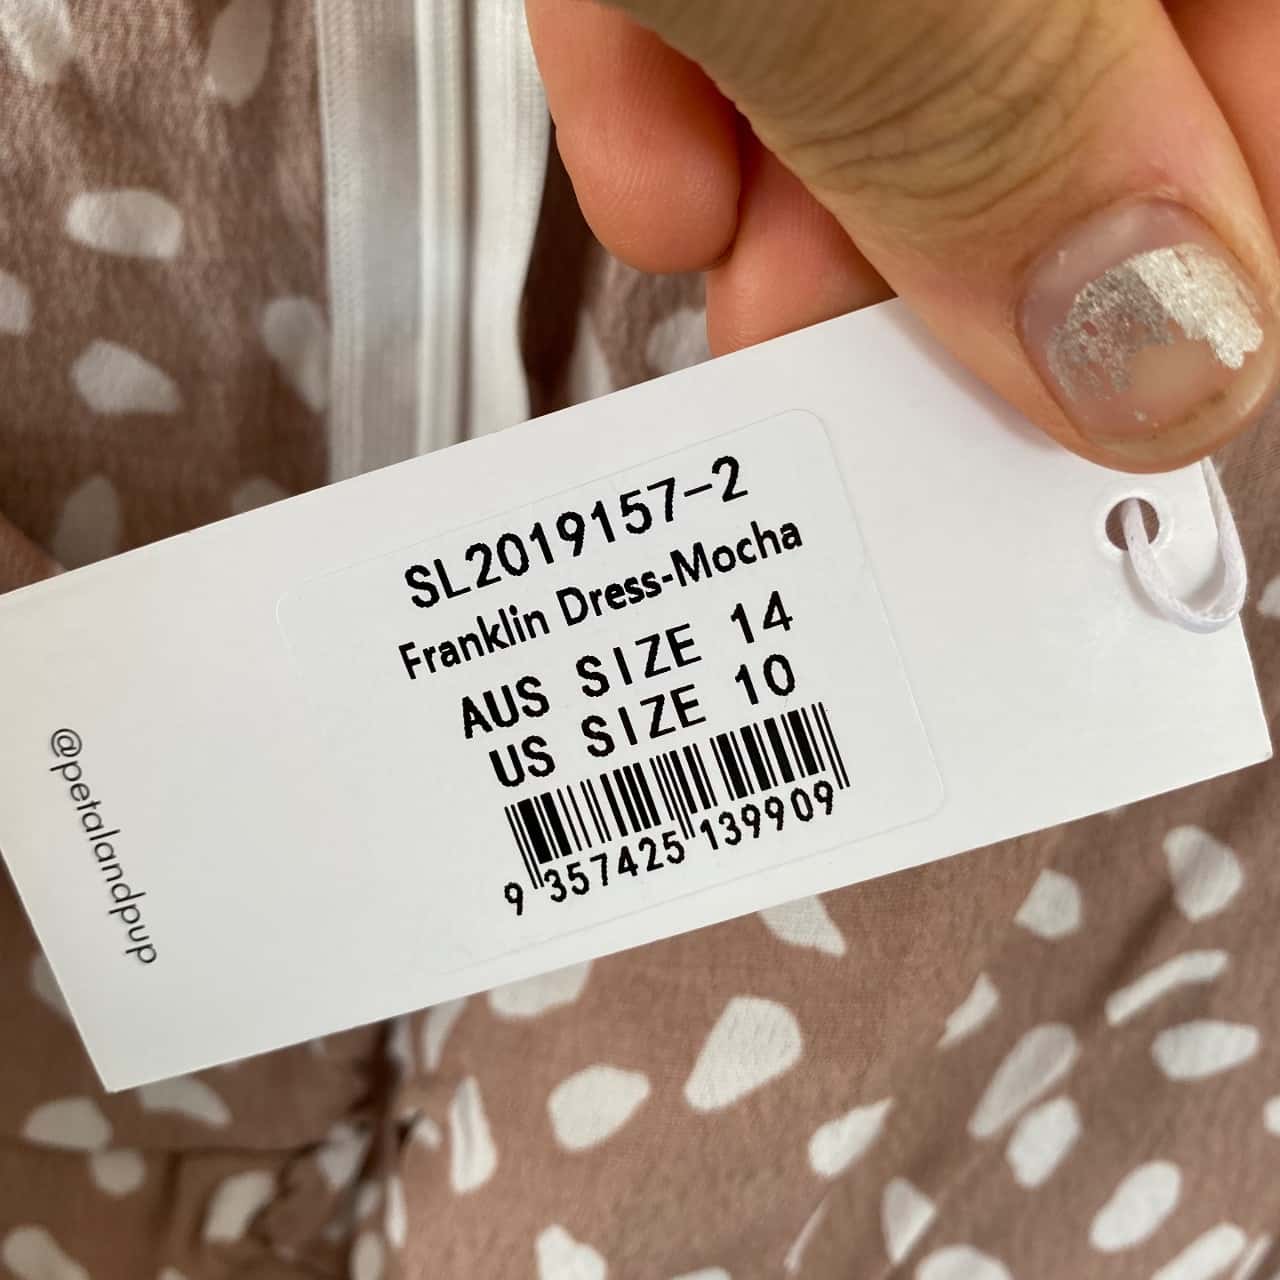 SL2019157-2
Franklin Dress-Mocha
AUS SIZE 14
US SIZE 10
9 357425 139909
@petalandpup